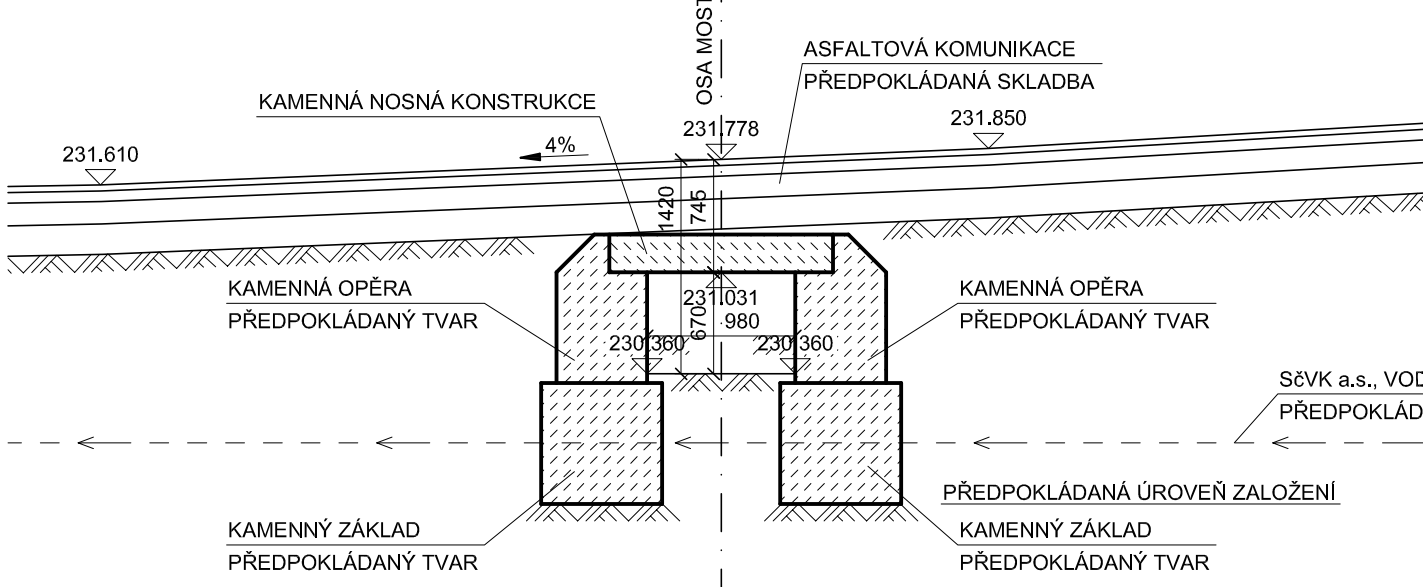 OSA MOST
ASFALTOVÁ KOMUNIKACE
PŘEDPOKLÁDANÁ SKLADBA
KAMENNÁ NOSNÁ KONSTRUKCE
231.778
231.850
231.610
4%
1420
745
KAMENNÁ OPĚRA
PŘEDPOKLÁDANÝ TVAR
231.031
980
670
230.360
230.360
KAMENNÁ OPĚRA
PŘEDPOKLÁDANÝ TVAR
SčVK a.s., VOD
PŘEDPOKLÁD
PŘEDPOKLÁDANÁ ÚROVEŇ ZALOŽENÍ
KAMENNÝ ZÁKLAD
PŘEDPOKLÁDANÝ TVAR
KAMENNÝ ZÁKLAD
PŘEDPOKLÁDANÝ TVAR